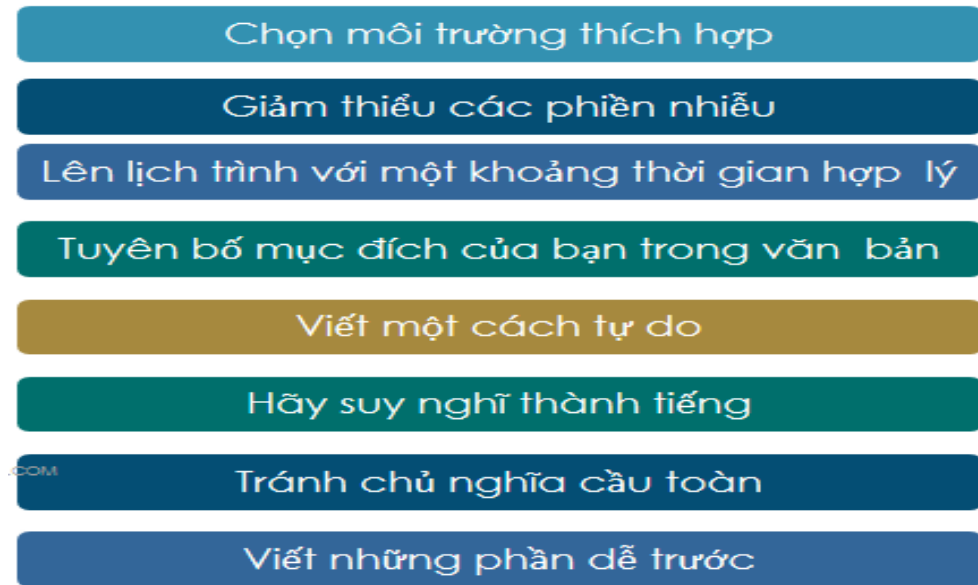 Chọn môi trường thích hợp
Giảm thiểu các phiền nhiễu
Lên lịch trình với một khoảng thời gian hợp lý
Tuyên bố mục đích của bạn trong văn bản
Viết một cách tự do
Hãy suy nghĩ thành tiếng
.COM
Tránh chủ nghĩa cầu toàn
Viết những phần dễ trước